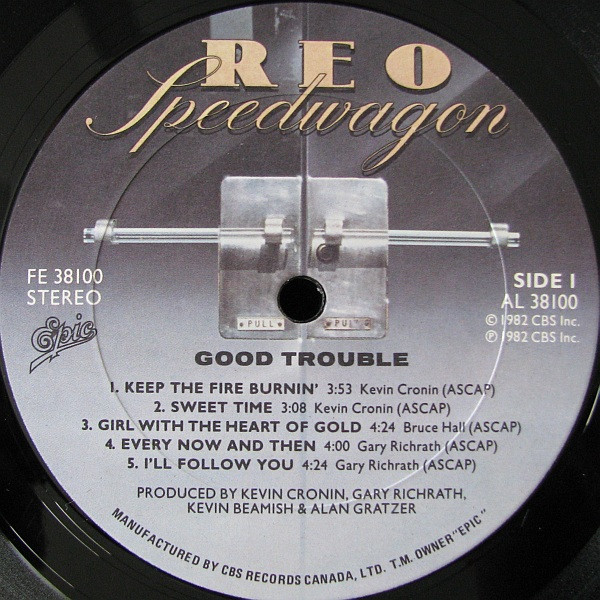 REO
Speedwagon
FE 38100
STEREO
Epic
SIDE 1
AL 38100
© 1982 CBS Inc.
℗ 1982 CBS Inc.
★ PULL ★
★ PULL ★
GOOD TROUBLE
1. KEEP THE FIRE BURNIN' 3:53 Kevin Cronin (ASCAP)
2. SWEET TIME 3:08 Kevin Cronin (ASCAP)
3. GIRL WITH THE HEART OF GOLD 4:24 Bruce Hall (ASCAP)
4. EVERY NOW AND THEN 4:00 Gary Richrath (ASCAP)
5. I'LL FOLLOW YOU 4:24 Gary Richrath (ASCAP)
PRODUCED BY KEVIN CRONIN, GARY RICHRATH,
KEVIN BEAMISH & ALAN GRATZER
MANUFACTURED BY CBS RECORDS CANADA, LTD. T.M. OWNER "EPIC"